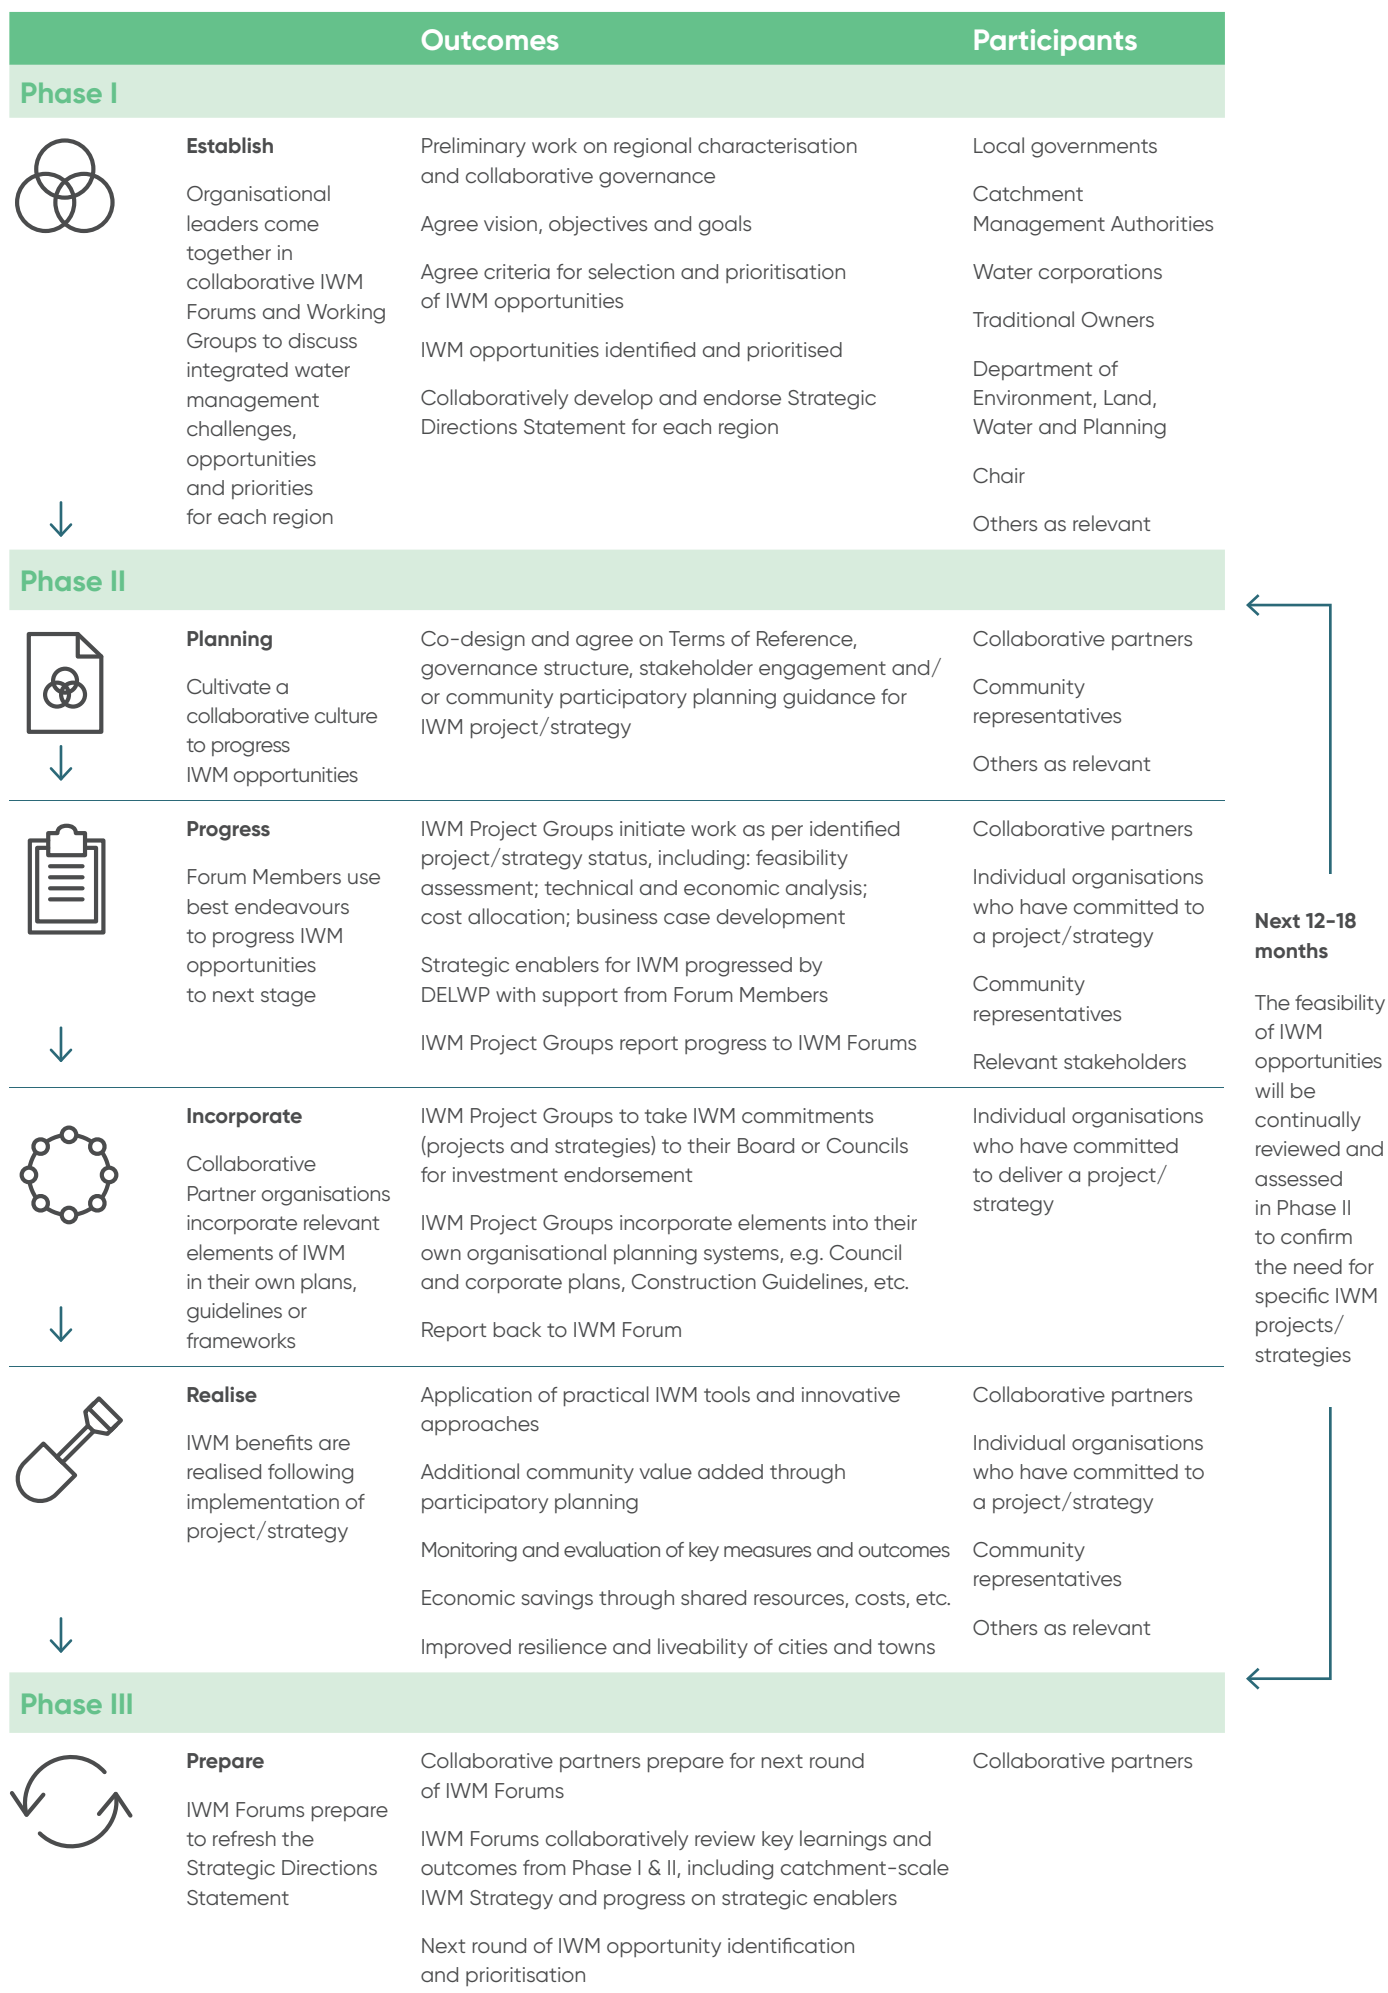 Outcomes
Participants
Phase I
Establish
Organisational
leaders come
together in
collaborative IWM
Forums and Working
Groups to discuss
integrated water
management
challenges,
opportunities
and priorities
for each region
Preliminary work on regional characterisation
and collaborative governance
Agree vision, objectives and goals
Agree criteria for selection and prioritisation
of IWM opportunities
IWM opportunities identified and prioritised
Collaboratively develop and endorse Strategic
Directions Statement for each region
Local governments
Catchment
Management Authorities
Water corporations
Traditional Owners
Department of
Environment, Land,
Water and Planning
Chair
Others as relevant
Phase II
Planning
Cultivate a
collaborative culture
to progress
IWM opportunities
Co-design and agree on Terms of Reference,
governance structure, stakeholder engagement and/
or community participatory planning guidance for
IWM project/strategy
Collaborative partners
Community
representatives
Others as relevant
Progress
Forum Members use
best endeavours
to progress IWM
opportunities
to next stage
IWM Project Groups initiate work as per identified
project/strategy status, including: feasibility
assessment; technical and economic analysis;
cost allocation; business case development
Strategic enablers for IWM progressed by
DELWP with support from Forum Members
IWM Project Groups report progress to IWM Forums
Collaborative partners
Individual organisations
who have committed to
a project/strategy
Community
representatives
Relevant stakeholders
Incorporate
Collaborative
Partner organisations
incorporate relevant
elements of IWM
in their own plans,
guidelines or
frameworks
IWM Project Groups to take IWM commitments
(projects and strategies) to their Board or Councils
for investment endorsement
IWM Project Groups incorporate elements into their
own organisational planning systems, e.g. Council
and corporate plans, Construction Guidelines, etc.
Report back to IWM Forum
Individual organisations
who have committed
to deliver a project/
strategy
Realise
IWM benefits are
realised following
implementation of
project/strategy
Application of practical IWM tools and innovative
approaches
Additional community value added through
participatory planning
Monitoring and evaluation of key measures and outcomes
Economic savings through shared resources, costs, etc.
Improved resilience and liveability of cities and towns
Collaborative partners
Individual organisations
who have committed to
a project/strategy
Community
representatives
Others as relevant
Next 12-18
months
The feasibility
of IWM
opportunities
will be
continually
reviewed and
assessed
in Phase II
to confirm
the need for
specific IWM
projects/
strategies
Phase III
Prepare
IWM Forums prepare
to refresh the
Strategic Directions
Statement
Collaborative partners prepare for next round
of IWM Forums
IWM Forums collaboratively review key learnings and
outcomes from Phase I & II, including catchment-scale
IWM Strategy and progress on strategic enablers
Next round of IWM opportunity identification
and prioritisation
Collaborative partners